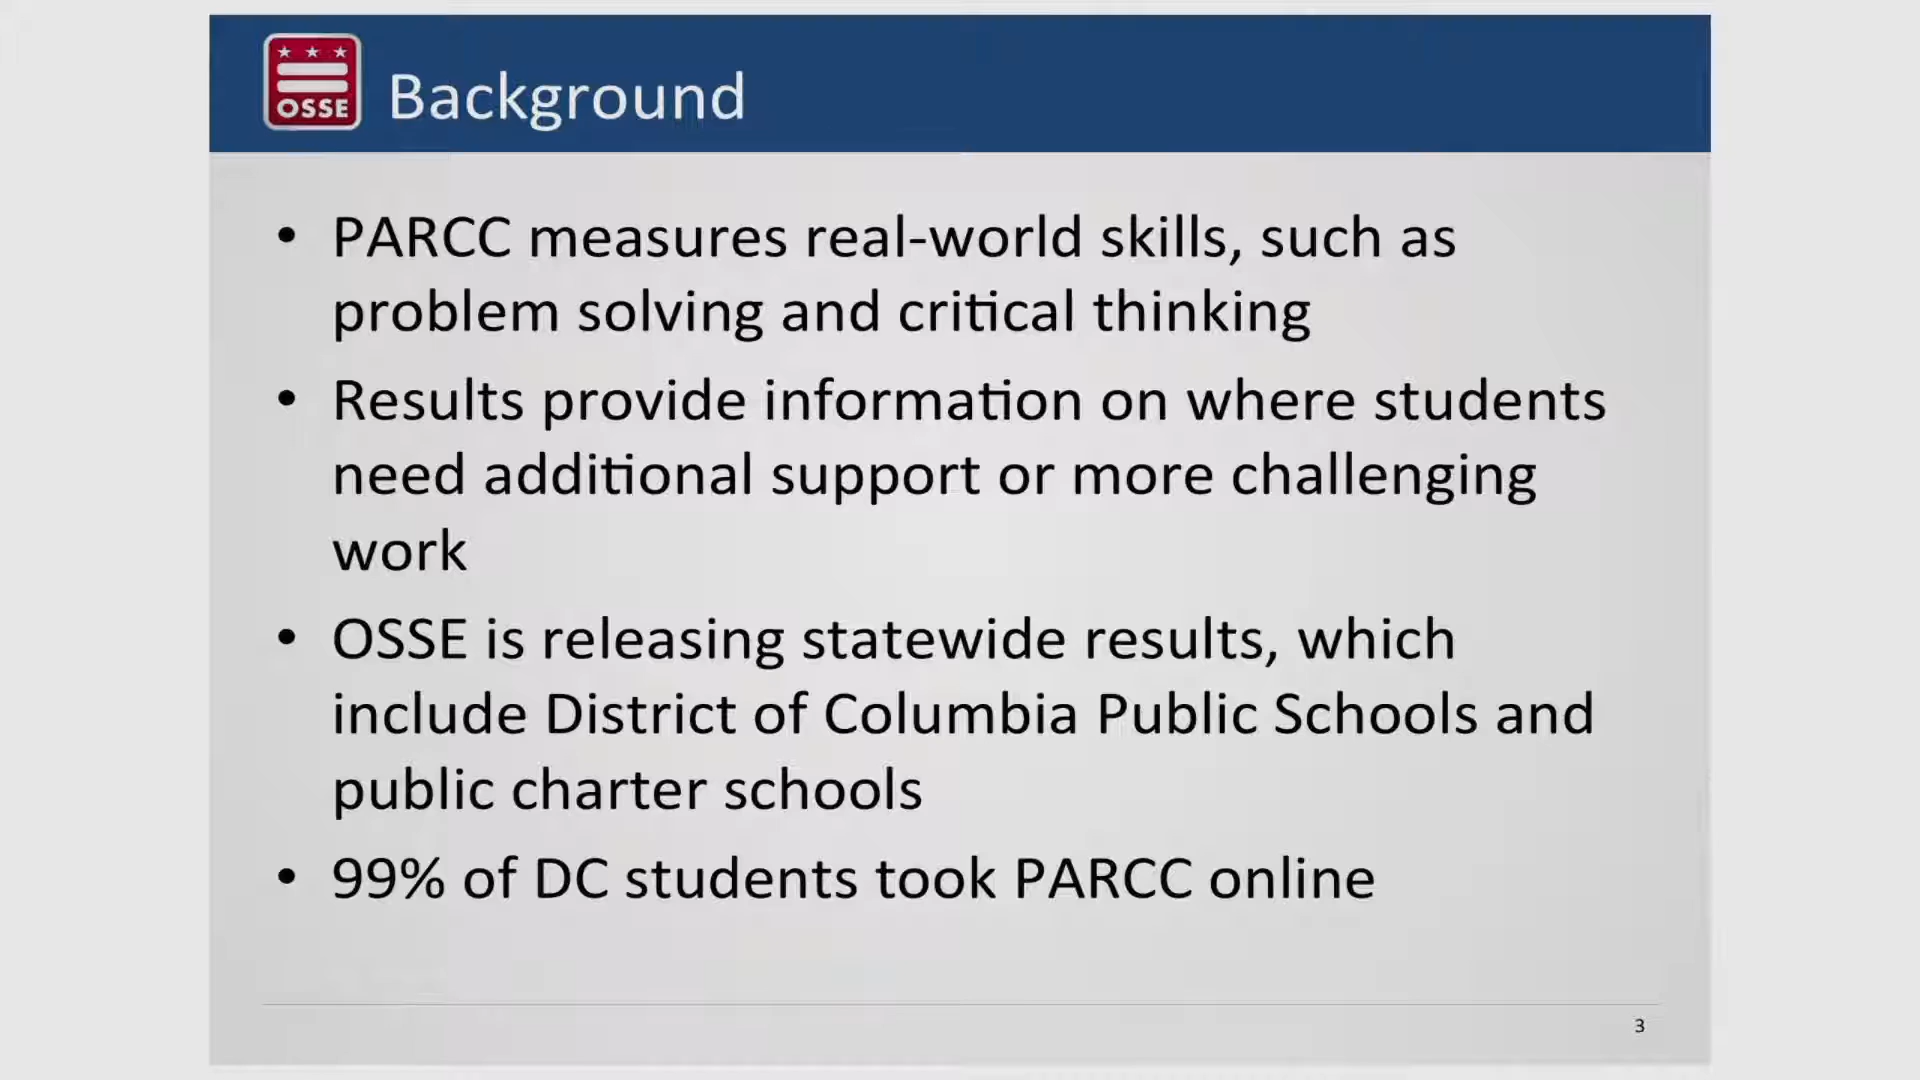 OSSE
Background
• PARCC measures real-world skills, such as
problem solving and critical thinking
• Results provide information on where students
need additional support or more challenging
work
• OSSE is releasing statewide results, which
include District of Columbia Public Schools and
public charter schools
• 99% of DC students took PARCC online
3